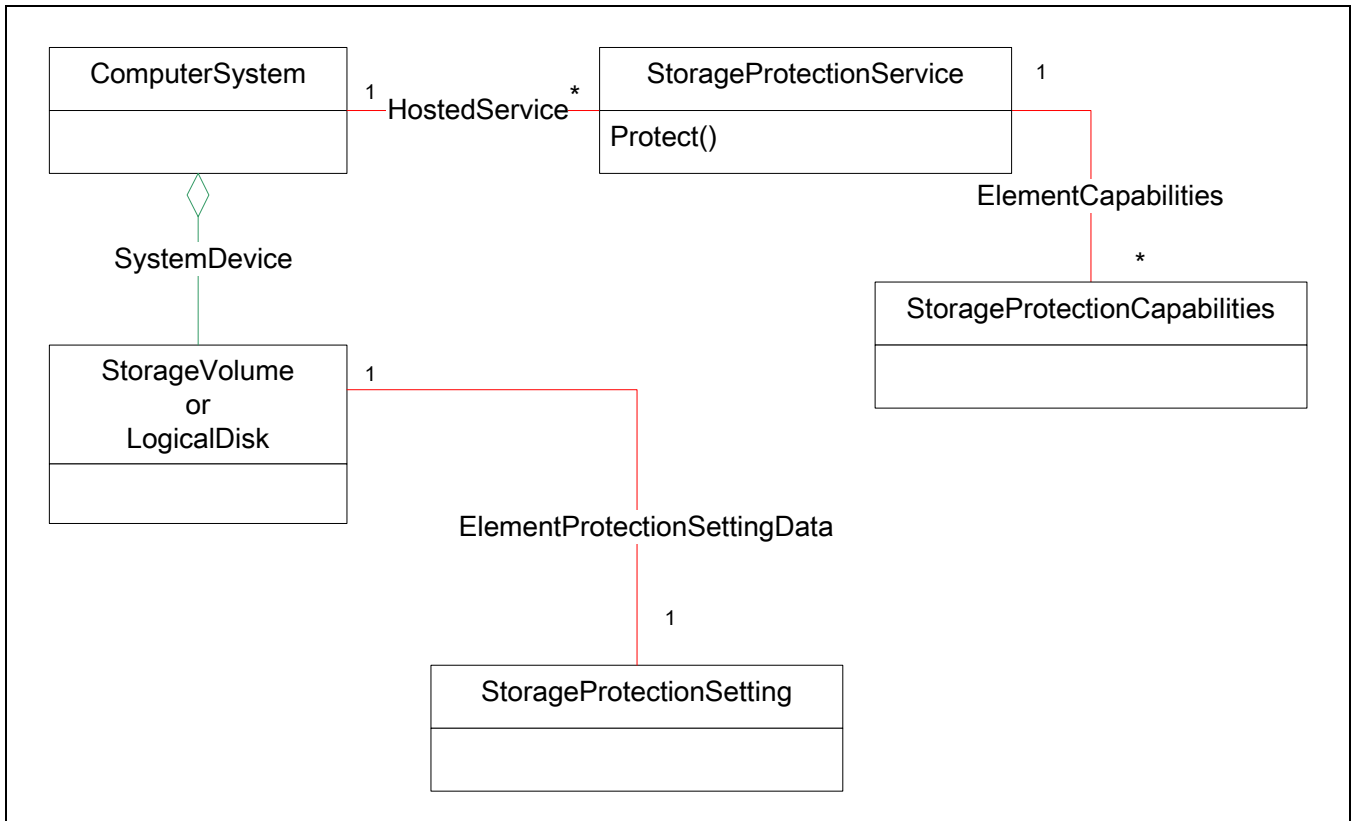 ComputerSystem
1
HostedService
*
StorageProtectionService
Protect()
1
ElementCapabilities
*
StorageProtectionCapabilities
SystemDevice
StorageVolume
or
LogicalDisk
1
ElementProtectionSettingData
1
StorageProtectionSetting